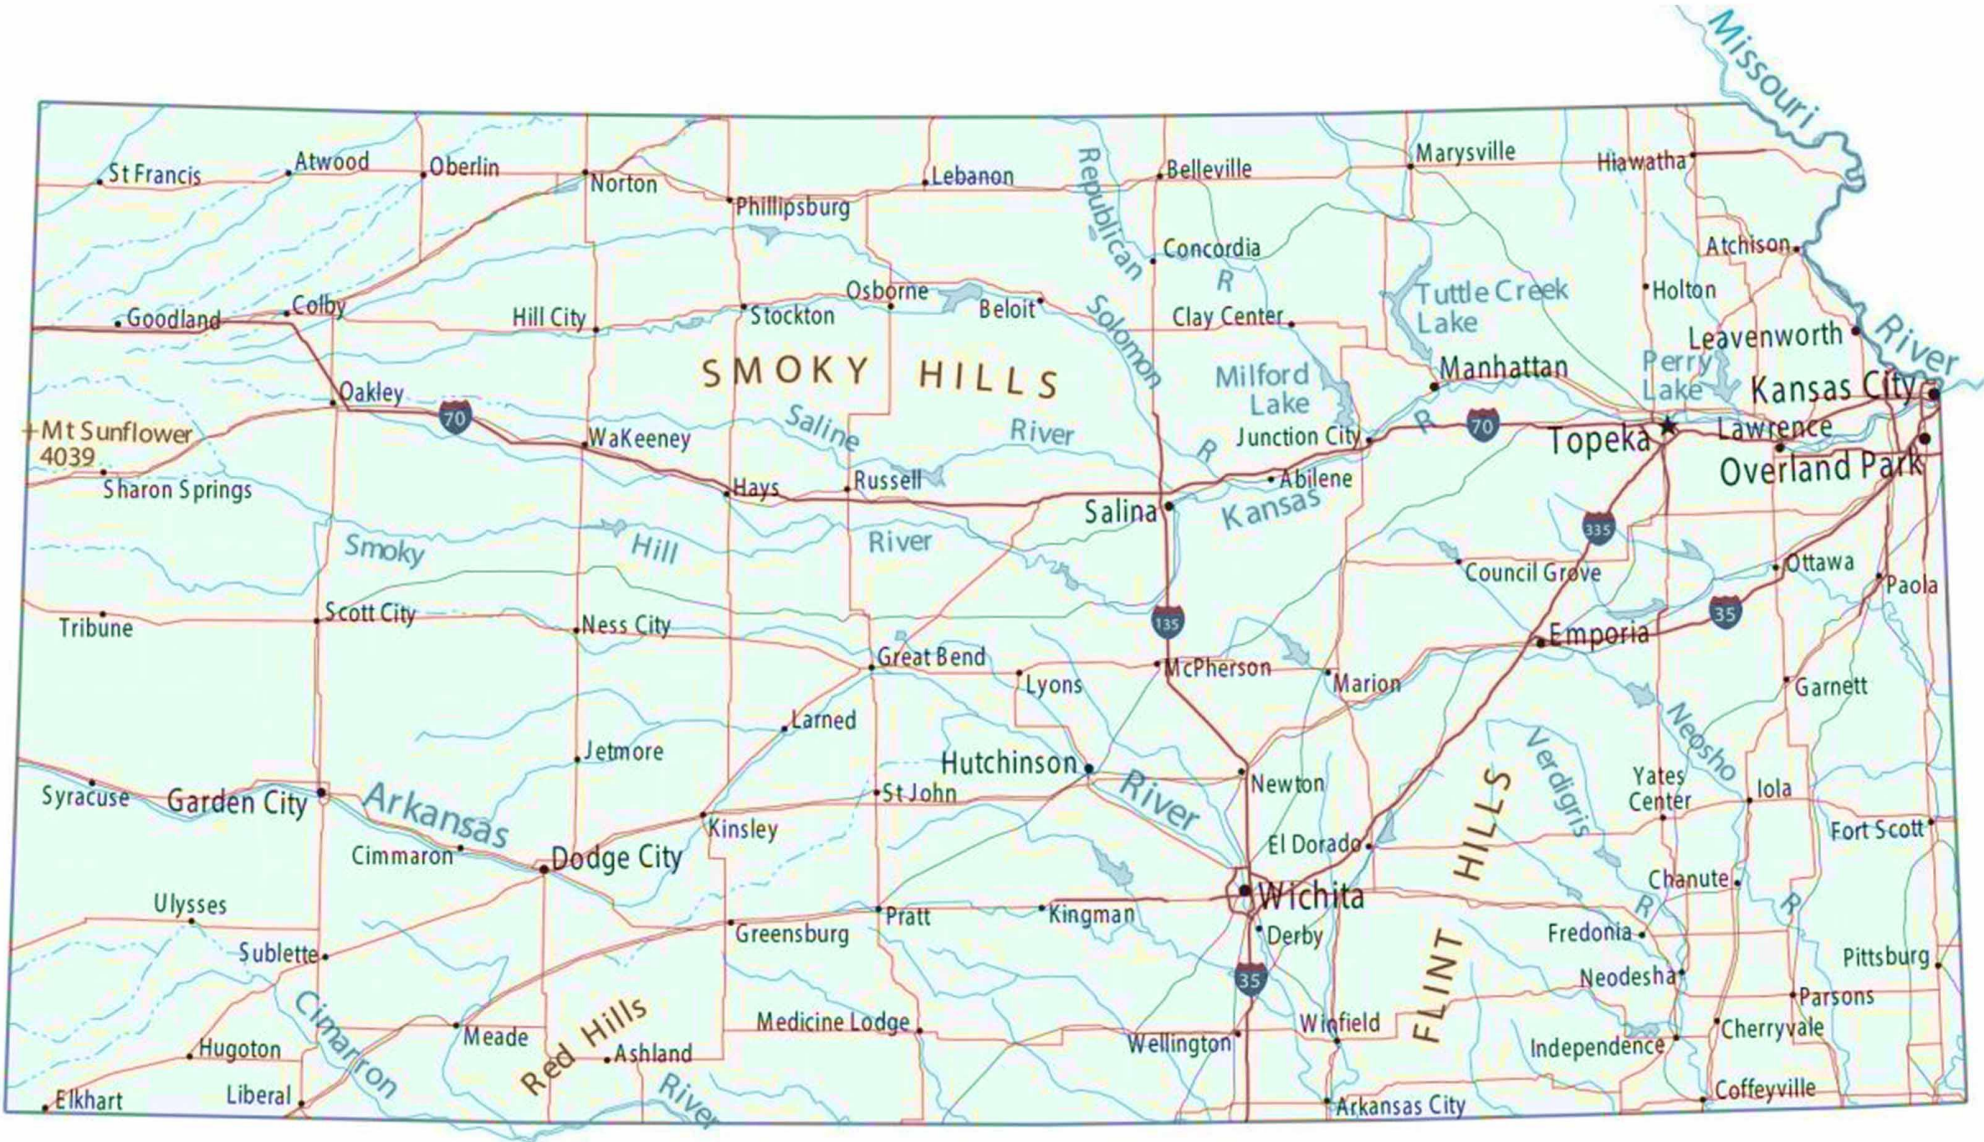 Missouri
St Francis
Atwood
Oberlin
Norton
Phillipsburg
Lebanon
Republican
Belleville
Marysville
Hiawatha
Concordia
R
Atchison
Goodland
Colby
Hill City
Stockton
Osborne
Beloit
Solomon
Clay Center
Tuttle Creek
Lake
Holton
Leavenworth
River
SMOKY HILLS
Milford
Lake
Manhattan
Perry
Lake
Kansas City
Oakley
70
+Mt Sunflower
4039
Sharon Springs
WaKeeney
Saline
River
R
Junction City
R
70
Topeka
Lawrence
Overland Park
Hays
Russell
Abilene
Salina
Kansas
Smoky
Hill
River
335
Council Grove
Ottawa
Paola
Tribune
Scott City
Ness City
135
35
Emporia
Great Bend
Lyons
McPherson
Marion
Garnett
Larned
Neosho
Jetmore
Hutchinson
River
Newton
Verdigris
Syracuse
Garden City
Arkansas
St John
Yates
Center
Iola
Kinsley
Cimmaron
Dodge City
El Dorado
FLINT HILLS
Fort Scott
Ulysses
Wichita
Chanute
R
R
Pratt
Kingman
Greensburg
Derby
Fredonia
Sublette
35
Neodesha
Pittsburg
Parsons
Cimarron
Meade
Red Hills
Medicine Lodge
Wellington
Winfield
Cherryvale
Independence
Hugoton
Ashland
Elkhart
Liberal
River
Arkansas City
Coffeyville